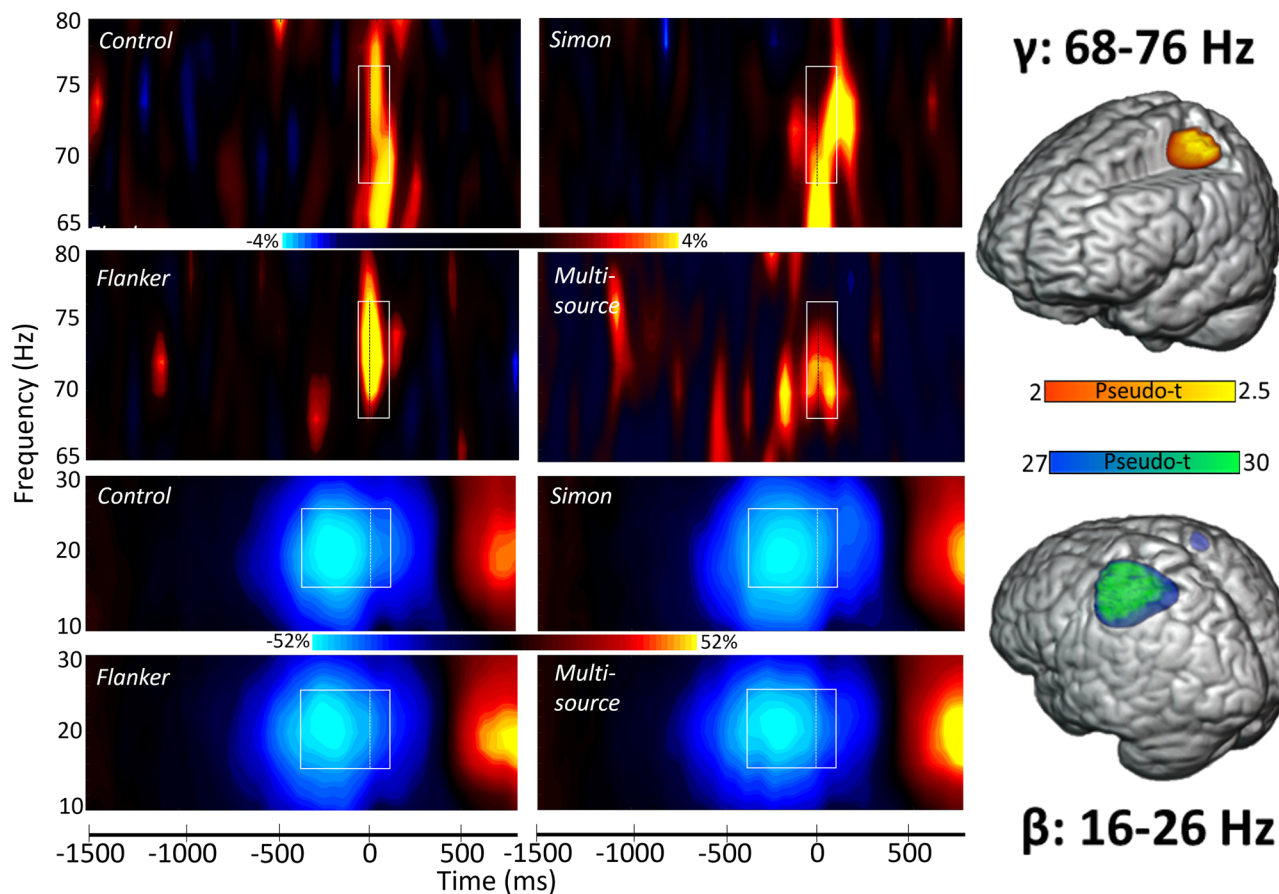 80
Control
Simon
γ: 68-76 Hz
75
70
65
-4%
4%
80
Flanker
Multi-
source
75
70
65
Frequency (Hz)
2
Pseudo-t
2.5
27
Pseudo-t
30
30
Control
Simon
20
10
-52%
52%
30
Flanker
Multi-
source
20
10
β: 16-26 Hz
-1500
-1000
-500
0
500
-1500
-1000
-500
0
500
Time (ms)